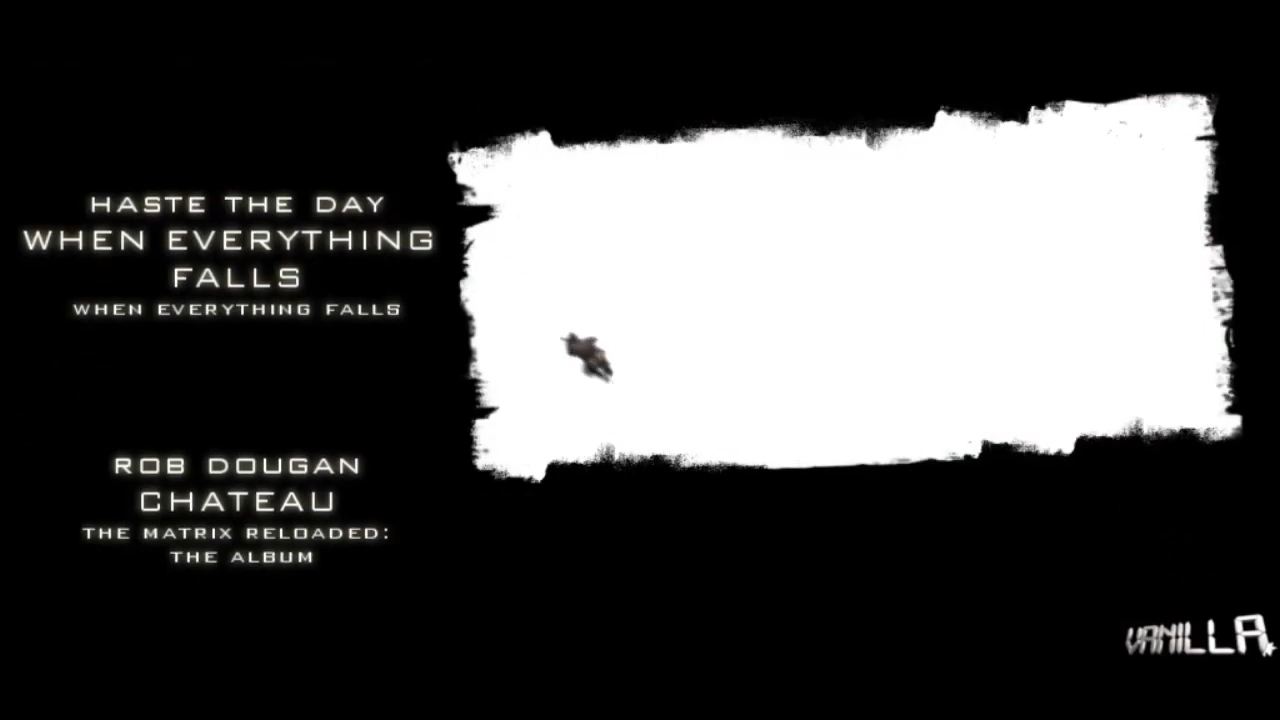 HASTE THE DAY
WHEN EVERYTHING
FALLS
WHEN EVERYTHING FALLS
ROB DOUGAN
CHATEAU
THE MATRIX RELOADED:
THE ALBUM
VANILLA